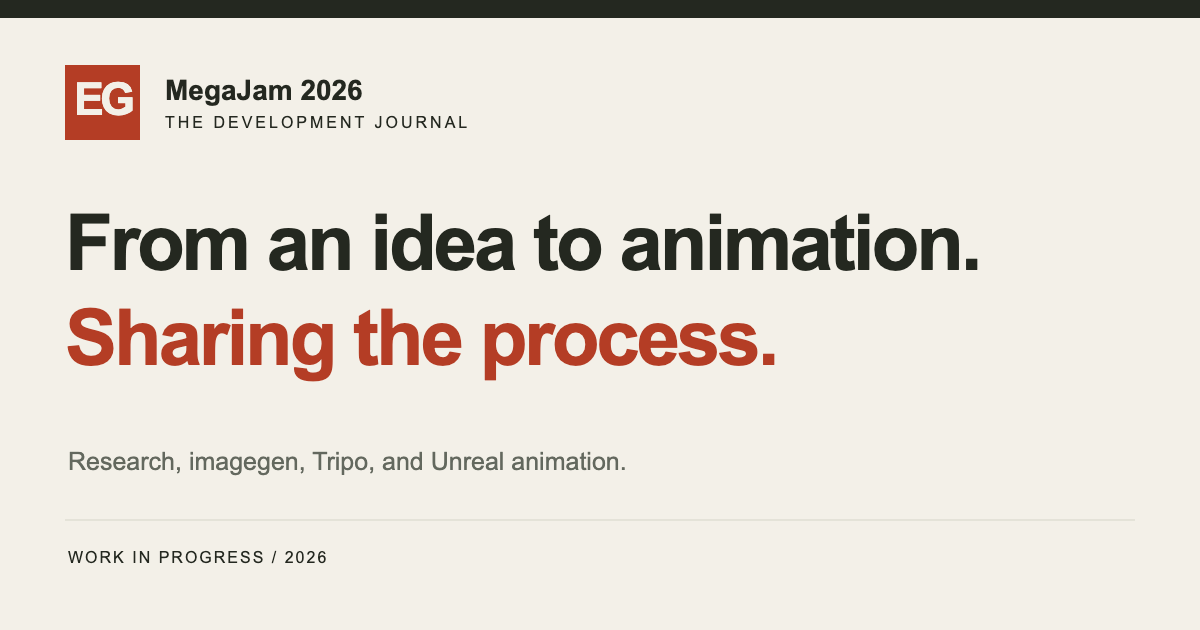 EG
MegaJam 2026
THE DEVELOPMENT JOURNAL
From an idea to animation.
Sharing the process.
Research, imagegen, Tripo, and Unreal animation.
WORK IN PROGRESS / 2026